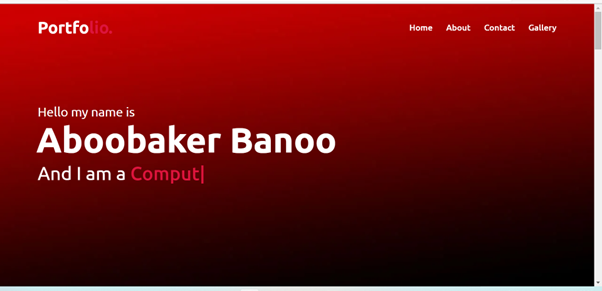 Portfolio.
Home About Contact Gallery
Hello my name is
Aboobaker Banoo
And I am a Comput|